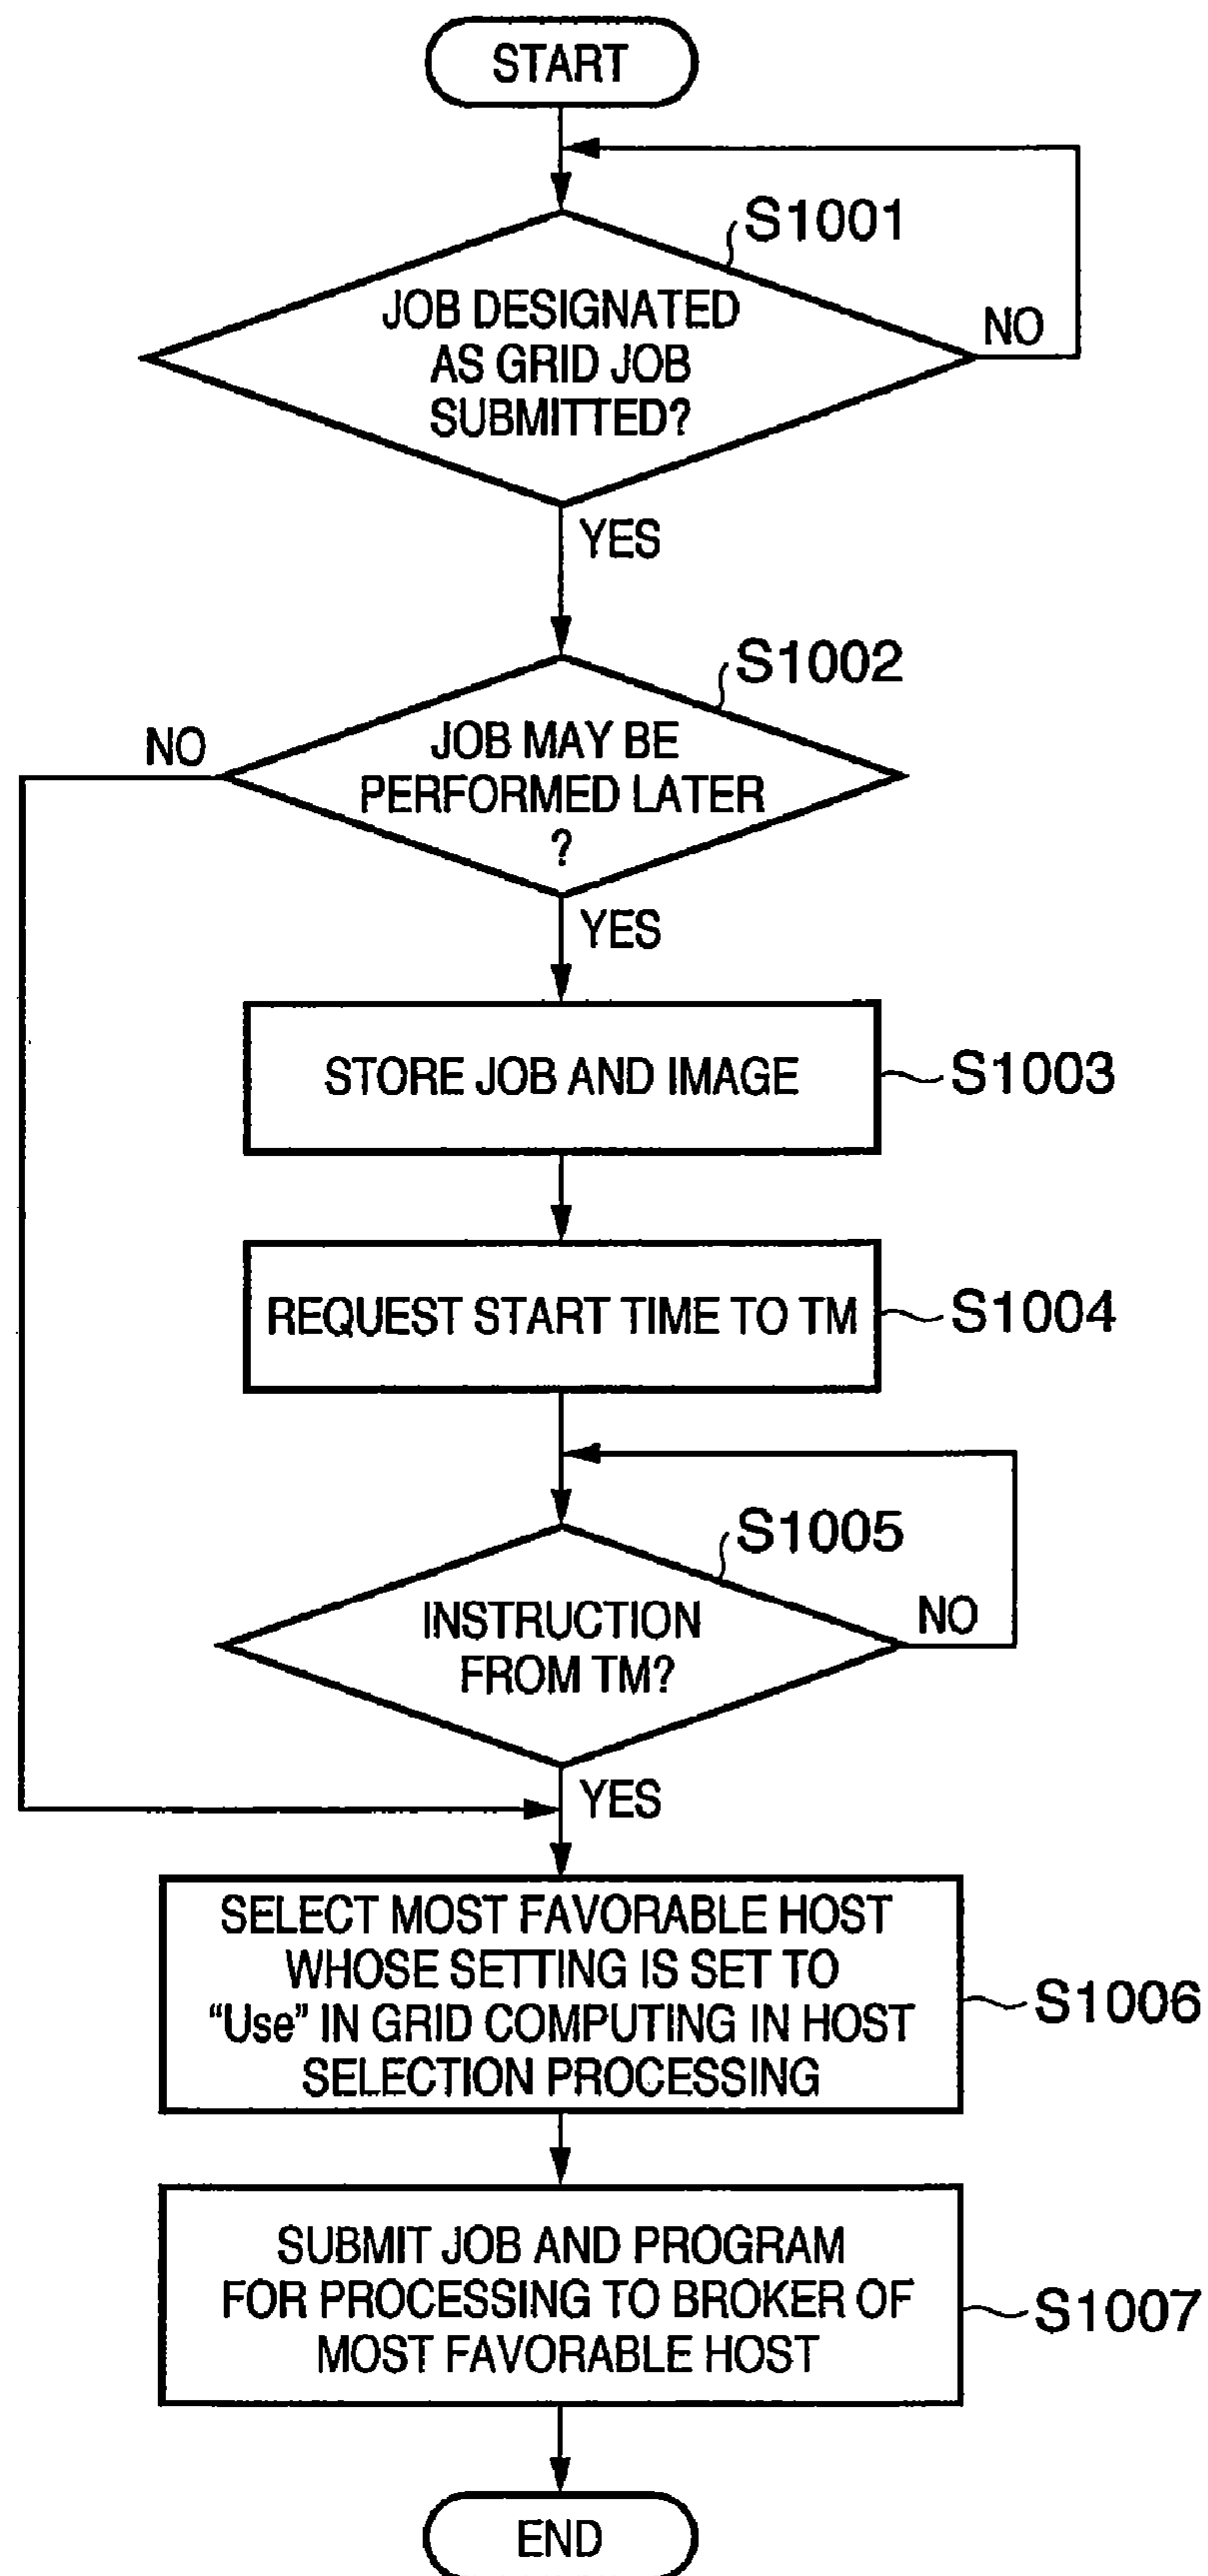 START
S1001
JOB DESIGNATED
AS GRID JOB
SUBMITTED?
NO
YES
S1002
NO
JOB MAY BE
PERFORMED LATER
?
YES
STORE JOB AND IMAGE
S1003
REQUEST START TIME TO TM
S1004
S1005
INSTRUCTION
FROM TM?
NO
YES
SELECT MOST FAVORABLE HOST
WHOSE SETTING IS SET TO
“Use” IN GRID COMPUTING IN HOST
SELECTION PROCESSING
S1006
SUBMIT JOB AND PROGRAM
FOR PROCESSING TO BROKER OF
MOST FAVORABLE HOST
S1007
END